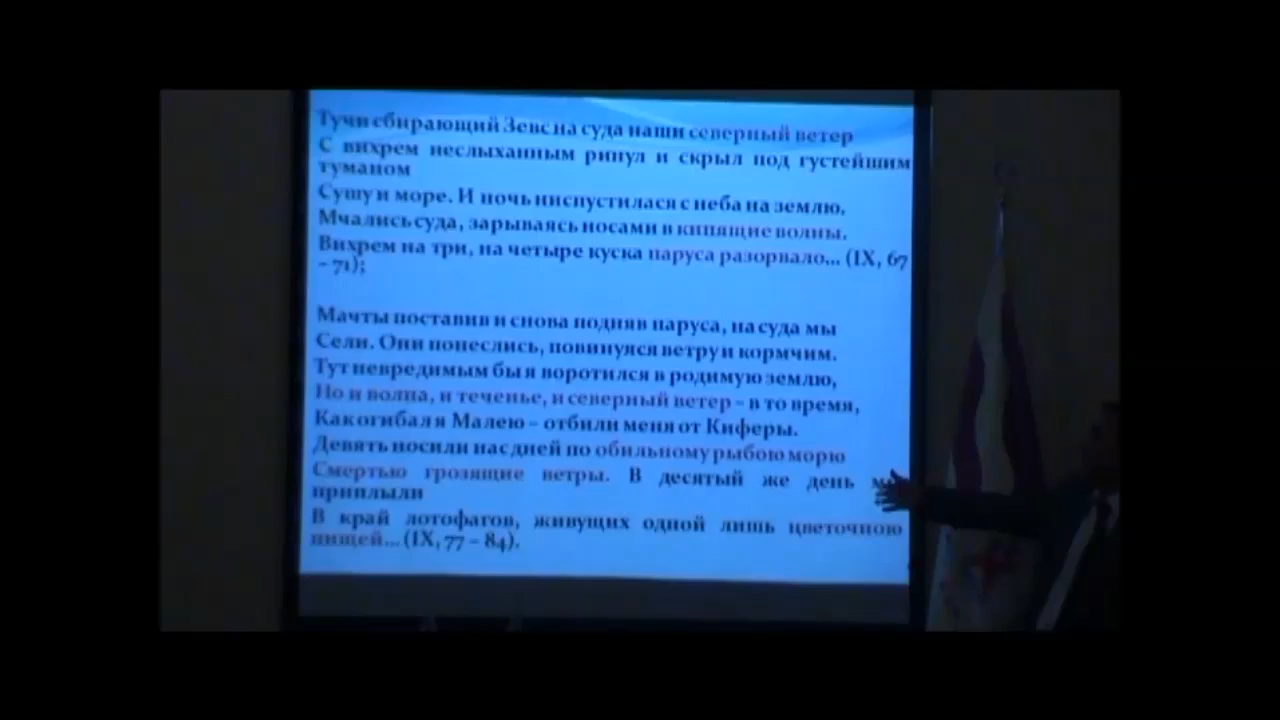 Тучи сбирающий Зевс на суда наши северный ветер
С вихрем неслыханным ринул и скрыл под густейшим
туманом
Сушу и море. И ночь ниспустилася с неба на землю.
Мчались суда, зарываясь носами в кипящие волны.
Вихрем на три, на четыре куска паруса разорвало... (IX, 67
– 71);
Мачты поставив и снова подняв паруса, на суда мы
Сели. Они понеслись, повинуяся ветру и кормчим.
Тут невредимым бы я воротился в родимую землю,
Но и волна, и теченье, и северный ветер – в то время,
Как огибал я Малею – отбили меня от Киферы.
Девять носили нас дней по обильному рыбою морю
Смертью грозящие ветры. В десятый же день
приплыли
В край лотофагов, живущих одной лишь цветочною
пищей... (IX, 77 – 84).